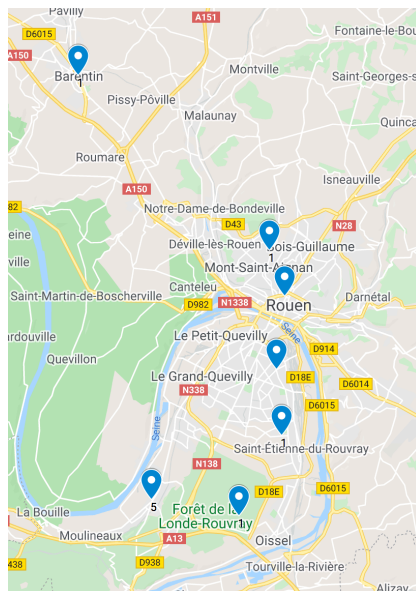 Pavilly
A151
D6015
Fontaine-le-Bou
A150
Barentin
1
Montville
Saint-Georges-s
Pissy-Pôville
Malaunay
Quinca
Roumare
Isneauville
A150
82
Notre-Dame-de-Bondeville
D43
N28
eine
Déville-lès-Rouen
Bois-Guillaume
1
ville
Mont-Saint-Aignan
Canteleu
Saint-Martin-de-Boscherville
D982
N1338
Rouen
Darnétal
ardouville
Le Petit-Quevilly
Seine
D914
Quevillon
Le Grand-Quevilly
D18E
N338
D6014
D6015
Seine
1
Saint-Étienne-du-Rouvray
N138
D18E
D6015
5
La Bouille
Forêt de la
Londe-Rouvray
1
Moulineaux
A13
Oissel
438
D938
Tourville-la-Rivière
Alizay